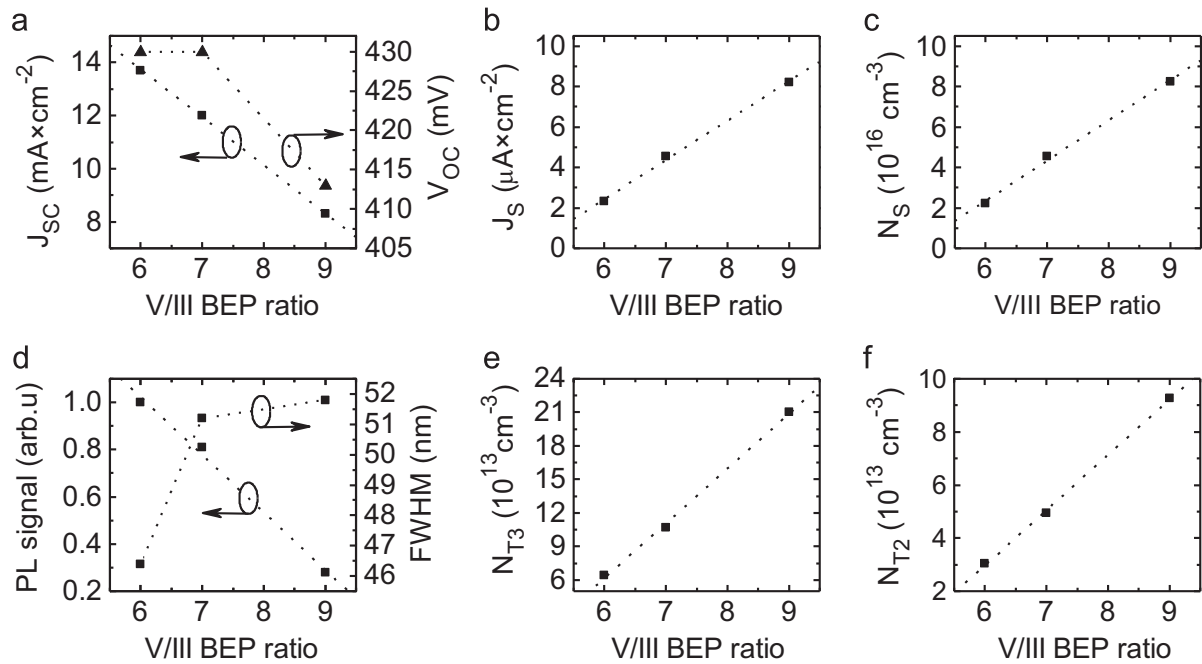 a
J_SC (mA×cm^-2)
14
12
10
8
430
425
420
415
410
405
V_OC (mV)
6 7 8 9
V/III BEP ratio
b
J_S (μA×cm^-2)
10
8
6
4
2
0
6 7 8 9
V/III BEP ratio
c
N_S (10^16 cm^-3)
10
8
6
4
2
0
6 7 8 9
V/III BEP ratio
d
PL signal (arb.u)
1.0
0.8
0.6
0.4
0.2
52
51
50
49
48
47
46
FWHM (nm)
6 7 8 9
V/III BEP ratio
e
N_T3 (10^13 cm^-3)
24
21
18
15
12
9
6
6 7 8 9
V/III BEP ratio
f
N_T2 (10^13 cm^-3)
10
8
6
4
2
6 7 8 9
V/III BEP ratio